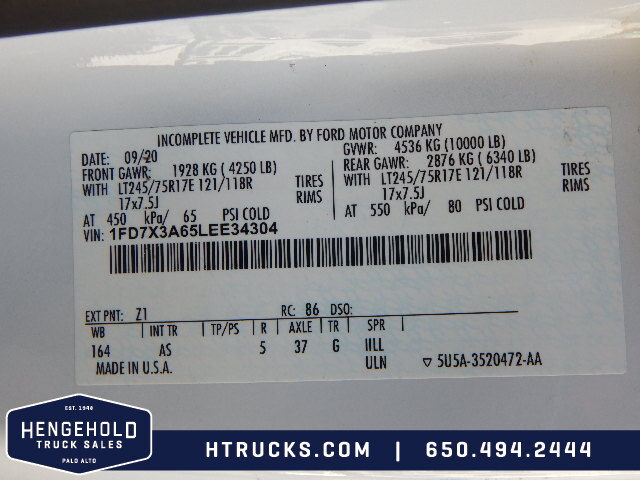 INCOMPLETE VEHICLE MFD. BY FORD MOTOR COMPANY
DATE: 09/20 GVWR: 4536 KG (10000 LB)
FRONT GAWR: 1928 KG ( 4250 LB) REAR GAWR: 2876 KG ( 6340 LB)
WITH LT245/75R17E 121/118R TIRES WITH LT245/75R17E 121/118R TIRES
17x7.5J RIMS 17x7.5J RIMS
AT 450 kPa/ 65 PSI COLD AT 550 kPa/ 80 PSI COLD
VIN: 1FD7X3A65LEE34304
EXT PNT: Z1 RC: 86 DSO:
WB | INT TR | TP/PS | R | AXLE | TR | SPR
164 AS 5 37 G IILL
MADE IN U.S.A. ULN ▽ 5U5A-3520472-AA
EST. 1940
HENGEHOLD
TRUCK SALES
PALO ALTO
HTRUCKS.COM | 650.494.2444